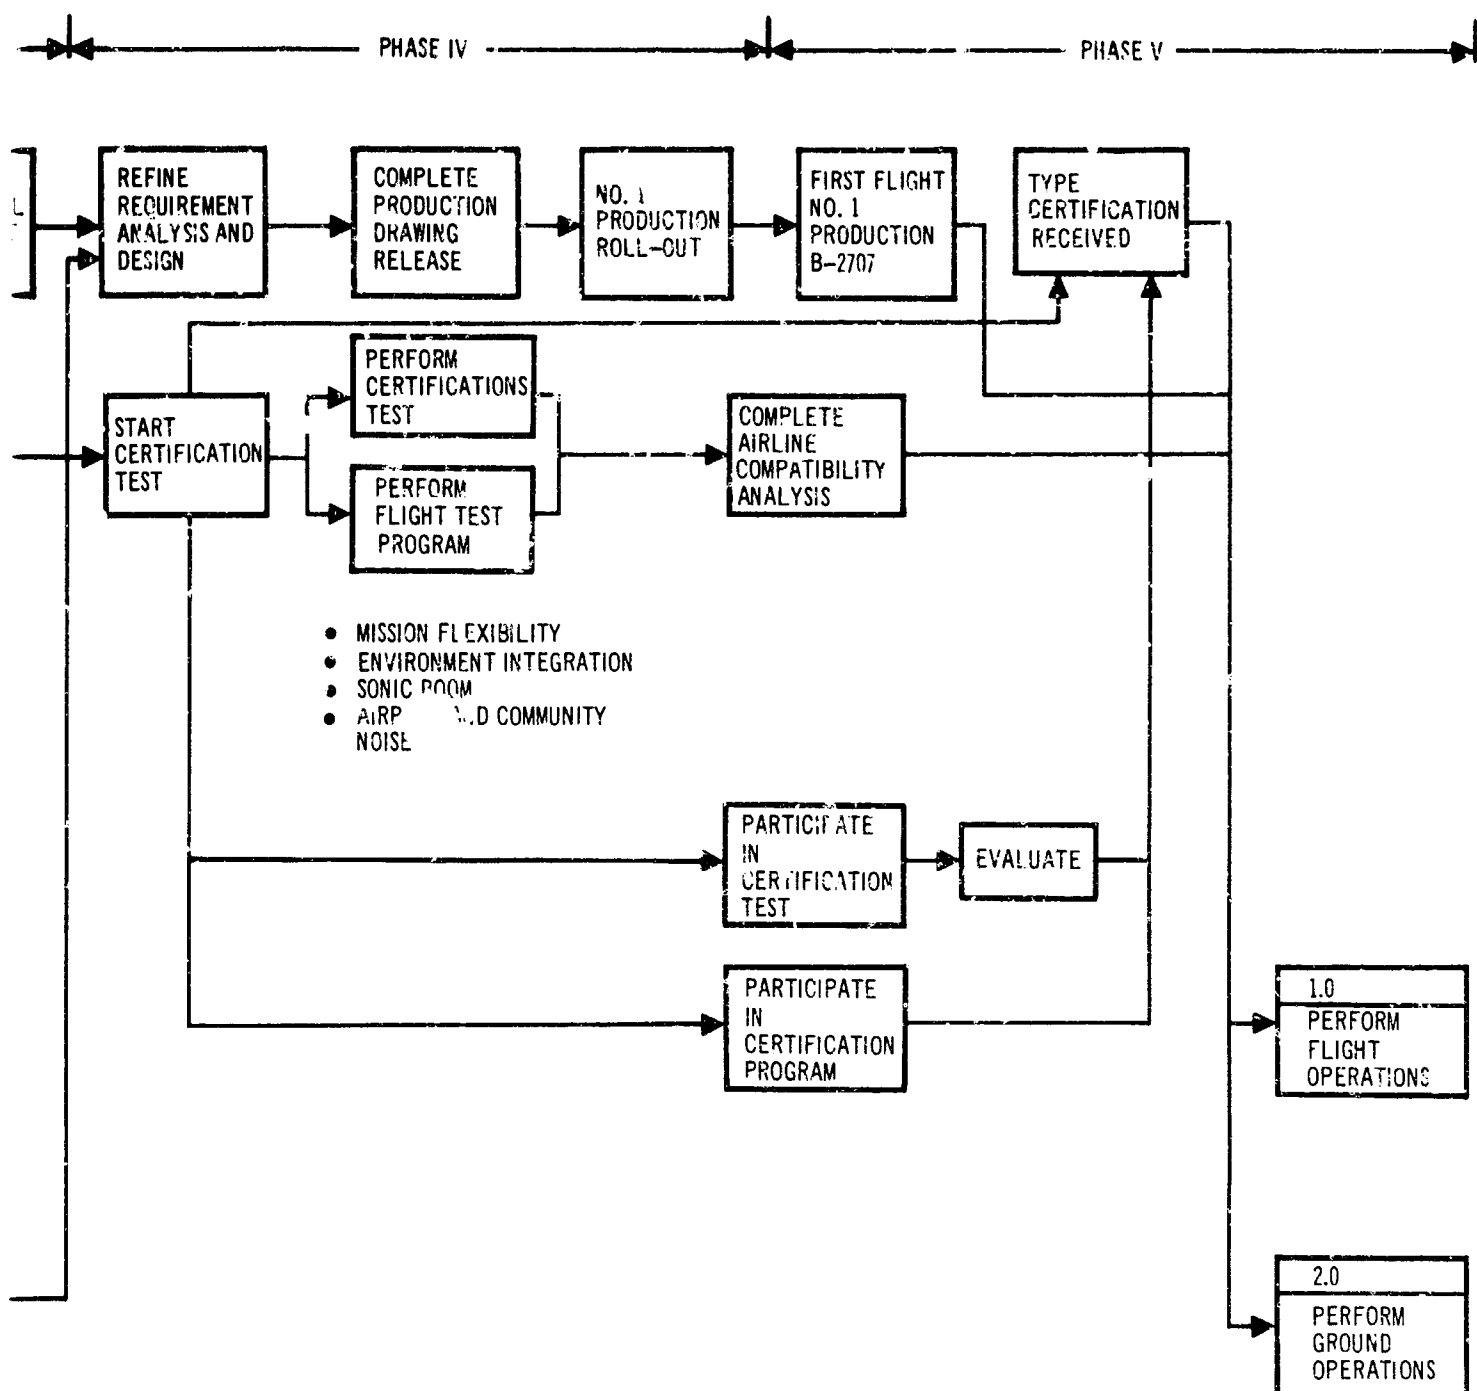 PHASE IV
PHASE V
REFINE
REQUIREMENT
ANALYSIS AND
DESIGN
COMPLETE
PRODUCTION
DRAWING
RELEASE
NO. 1
PRODUCTION
ROLL-OUT
FIRST FLIGHT
NO. 1
PRODUCTION
B-2707
TYPE
CERTIFICATION
RECEIVED
START
CERTIFICATION
TEST
PERFORM
CERTIFICATIONS
TEST
PERFORM
FLIGHT TEST
PROGRAM
COMPLETE
AIRLINE
COMPATIBILITY
ANALYSIS
● MISSION FLEXIBILITY
● ENVIRONMENT INTEGRATION
● SONIC BOOM
● COMMUNITY
NOISE
PARTICIPATE
IN
CERTIFICATION
TEST
EVALUATE
PARTICIPATE
IN
CERTIFICATION
PROGRAM
1.0
PERFORM
FLIGHT
OPERATIONS
2.0
PERFORM
GROUND
OPERATIONS